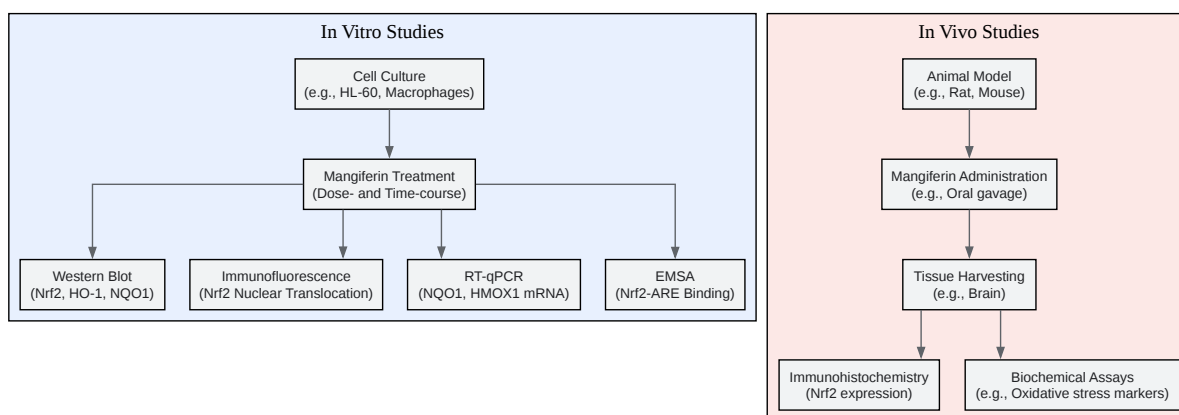 In Vitro Studies
Cell Culture
(e.g., HL-60, Macrophages)
Mangiferin Treatment
(Dose- and Time-course)
Western Blot
(Nrf2, HO-1, NQO1)
Immunofluorescence
(Nrf2 Nuclear Translocation)
RT-qPCR
(NQO1, HMOX1 mRNA)
EMSA
(Nrf2-ARE Binding)
In Vivo Studies
Animal Model
(e.g., Rat, Mouse)
Mangiferin Administration
(e.g., Oral gavage)
Tissue Harvesting
(e.g., Brain)
Immunohistochemistry
(Nrf2 expression)
Biochemical Assays
(e.g., Oxidative stress markers)